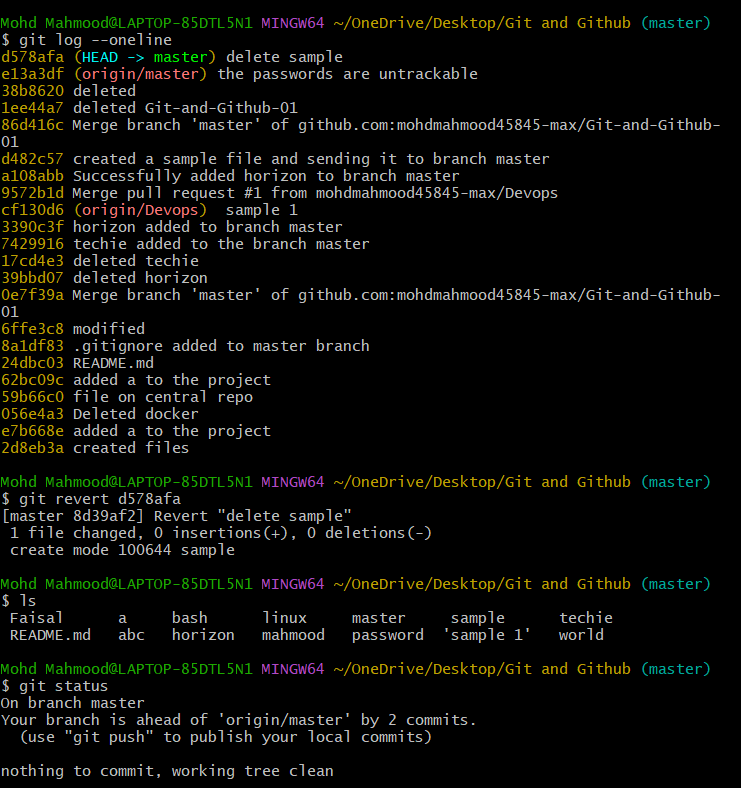 Mohd Mahmood@LAPTOP-85DTL5N1 MINGW64 ~/OneDrive/Desktop/Git and Github (master)
$ git log --oneline
d578afa (HEAD -> master) delete sample
e13a3df (origin/master) the passwords are untrackable
38b8620 deleted
1ee44a7 deleted Git-and-Github-01
86d416c Merge branch 'master' of github.com:mohdmahmood45845-max/Git-and-Github-
01
d482c57 created a sample file and sending it to branch master
a108abb Successfully added horizon to branch master
9572b1d Merge pull request #1 from mohdmahmood45845-max/Devops
cf130d6 (origin/Devops)  sample 1
3390c3f horizon added to branch master
7429916 techie added to the branch master
17cd4e3 deleted techie
39bbd07 deleted horizon
0e7f39a Merge branch 'master' of github.com:mohdmahmood45845-max/Git-and-Github-
01
6ffe3c8 modified
8a1df83 .gitignore added to master branch
24dbc03 README.md
62bc09c added a to the project
59b66c0 file on central repo
056e4a3 Deleted docker
e7b668e added a to the project
2d8eb3a created files
Mohd Mahmood@LAPTOP-85DTL5N1 MINGW64 ~/OneDrive/Desktop/Git and Github (master)
$ git revert d578afa
[master 8d39af2] Revert "delete sample"
 1 file changed, 0 insertions(+), 0 deletions(-)
 create mode 100644 sample
Mohd Mahmood@LAPTOP-85DTL5N1 MINGW64 ~/OneDrive/Desktop/Git and Github (master)
$ ls
 Faisal      a     bash      linux     master     sample      techie
 README.md   abc   horizon   mahmood   password  'sample 1'   world
Mohd Mahmood@LAPTOP-85DTL5N1 MINGW64 ~/OneDrive/Desktop/Git and Github (master)
$ git status
On branch master
Your branch is ahead of 'origin/master' by 2 commits.
  (use "git push" to publish your local commits)
nothing to commit, working tree clean